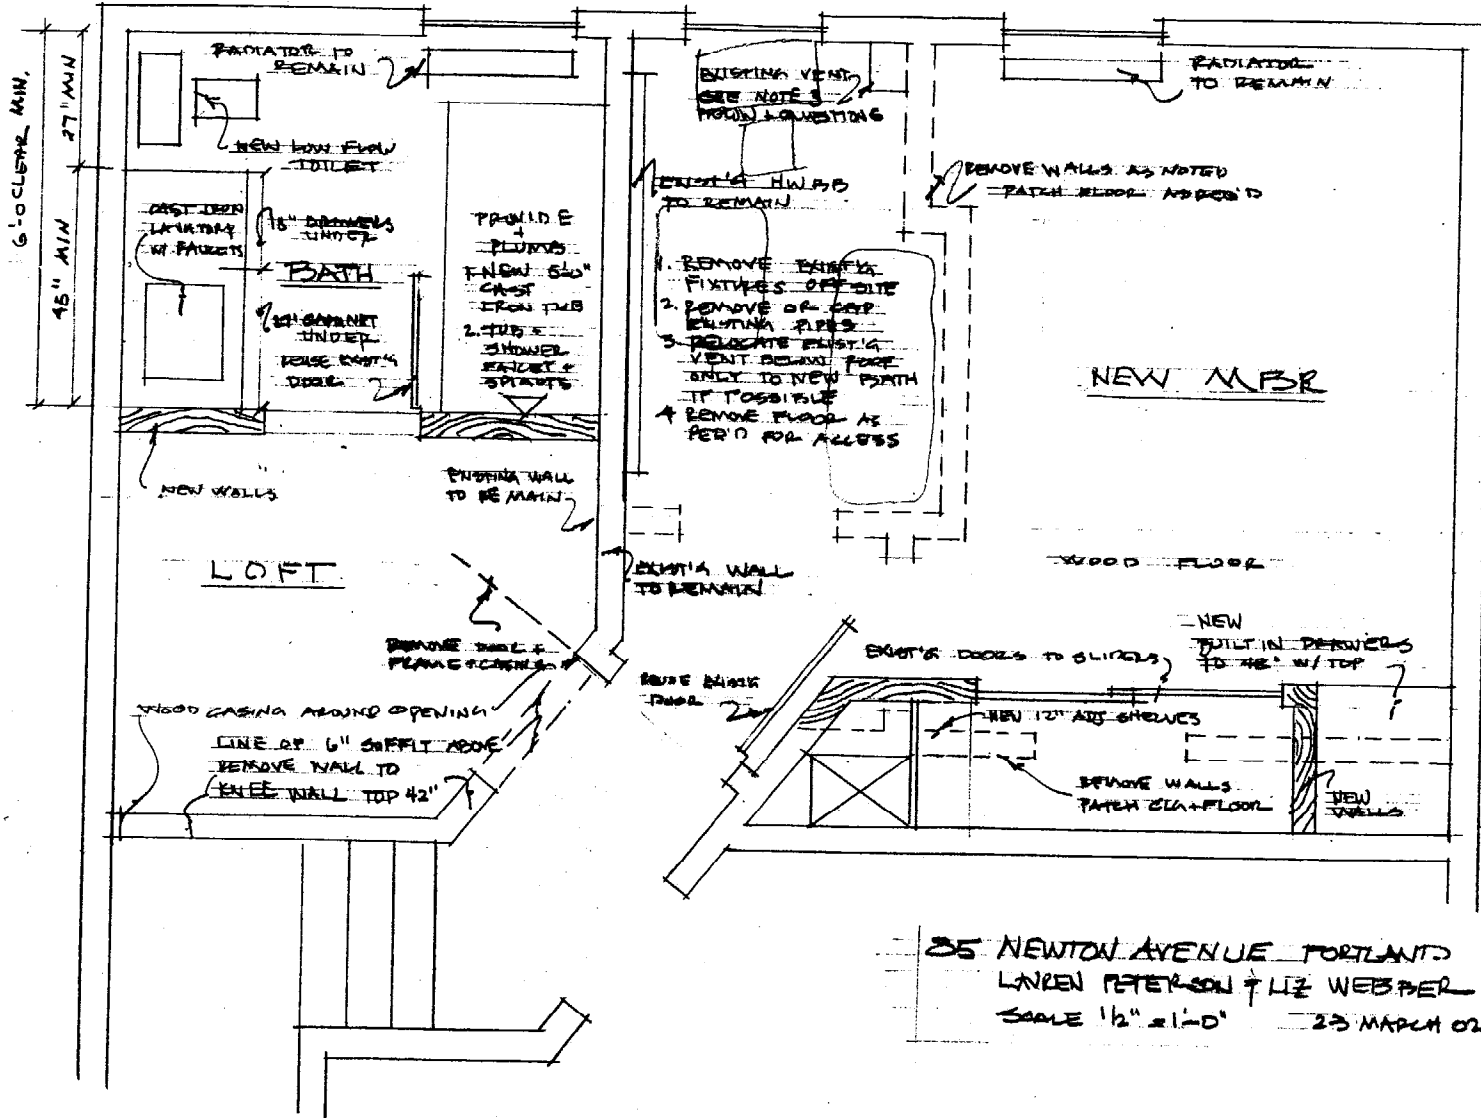 RADIATOR TO
REMAIN
NEW LOW FLOW
TOILET
6'-0 CLEAR MIN.
27" MIN
45" MIN
CAST IRON
LAVATORY
W/ FAUCETS
18" DRAWERS
UNDER
BATH
CABINET
UNDER
REUSE EXIST'G
DOOR
PROVIDE
+
PLUMB
1. NEW 5'-0"
CAST
IRON TUB
2. TUB +
SHOWER
FAUCET +
SPOUTS
EXISTING VENT
SEE NOTE 3
EXIST'G HWBB
TO REMAIN
1. REMOVE EXIST'G
FIXTURES OFF SITE
2. REMOVE OR CAP
EXISTING PIPES
3 RELOCATE EXIST'G
VENT BELOW ROOF
ONLY TO NEW BATH
IF POSSIBLE
4 REMOVE FLOOR AS
REQ'D FOR ACCESS
RADIATOR
TO REMAIN
REMOVE WALLS AS NOTED
PATCH FLOOR AS REQ'D
NEW MBR
WOOD FLOOR
NEW WALLS
EXISTING WALL
TO REMAIN
LOFT
EXIST'G WALL
TO REMAIN
REMOVE DOOR +
FRAME + CASING
WOOD CASING AROUND OPENING
LINE OF 6" SOFFIT ABOVE
REMOVE WALL TO
KNEE WALL TOP 42"
REUSE EXIST'G
DOOR
EXIST'G DOORS TO SLIDERS
NEW
BUILT IN DRAWERS
TO 48" W/ TOP
NEW 12" ADJ SHELVES
REMOVE WALLS
PATCH CLG + FLOOR
NEW
WALLS
35 NEWTON AVENUE PORTLAND
LAUREN PETERSON + LIZ WEBBER
SCALE 1/2" = 1'-0" 23 MARCH 02